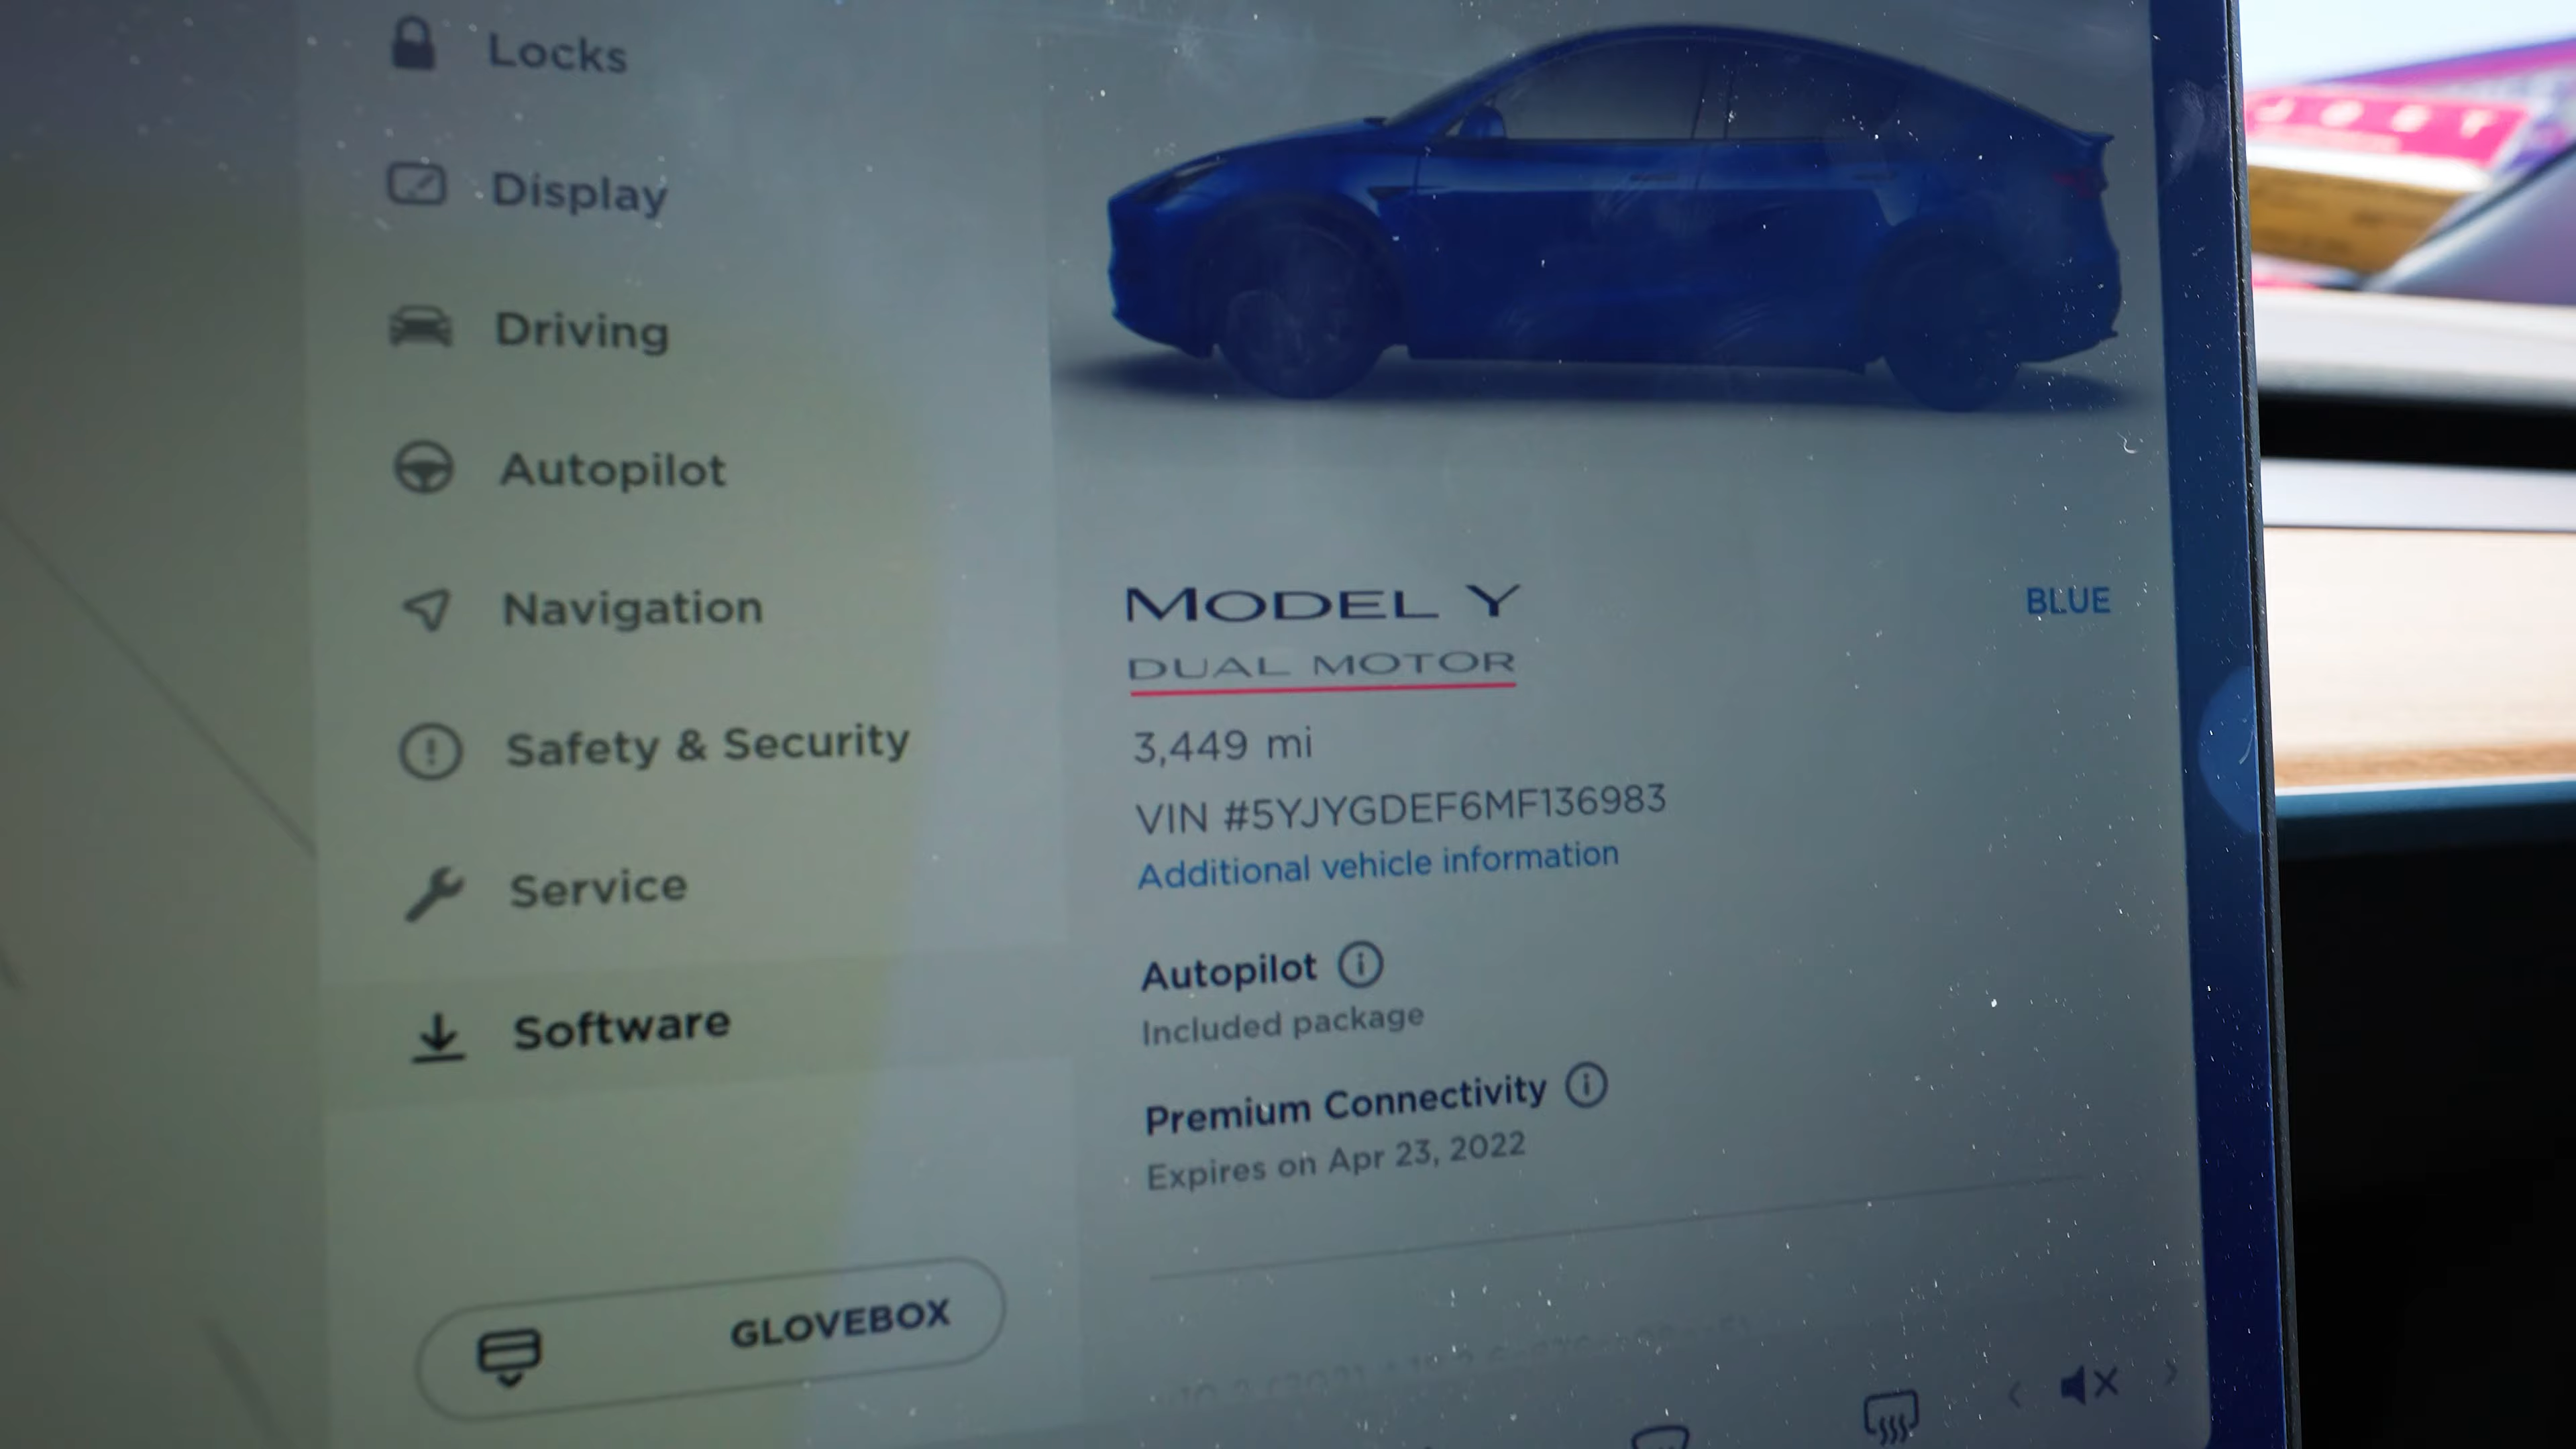 Locks
Display
Driving
Autopilot
Navigation
Safety & Security
Service
Software
GLOVEBOX
MODEL Y
BLUE
DUAL MOTOR
3,449 mi
VIN #5YJYGDEF6MF136983
Additional vehicle information
Autopilot
Included package
Premium Connectivity
Expires on Apr 23, 2022